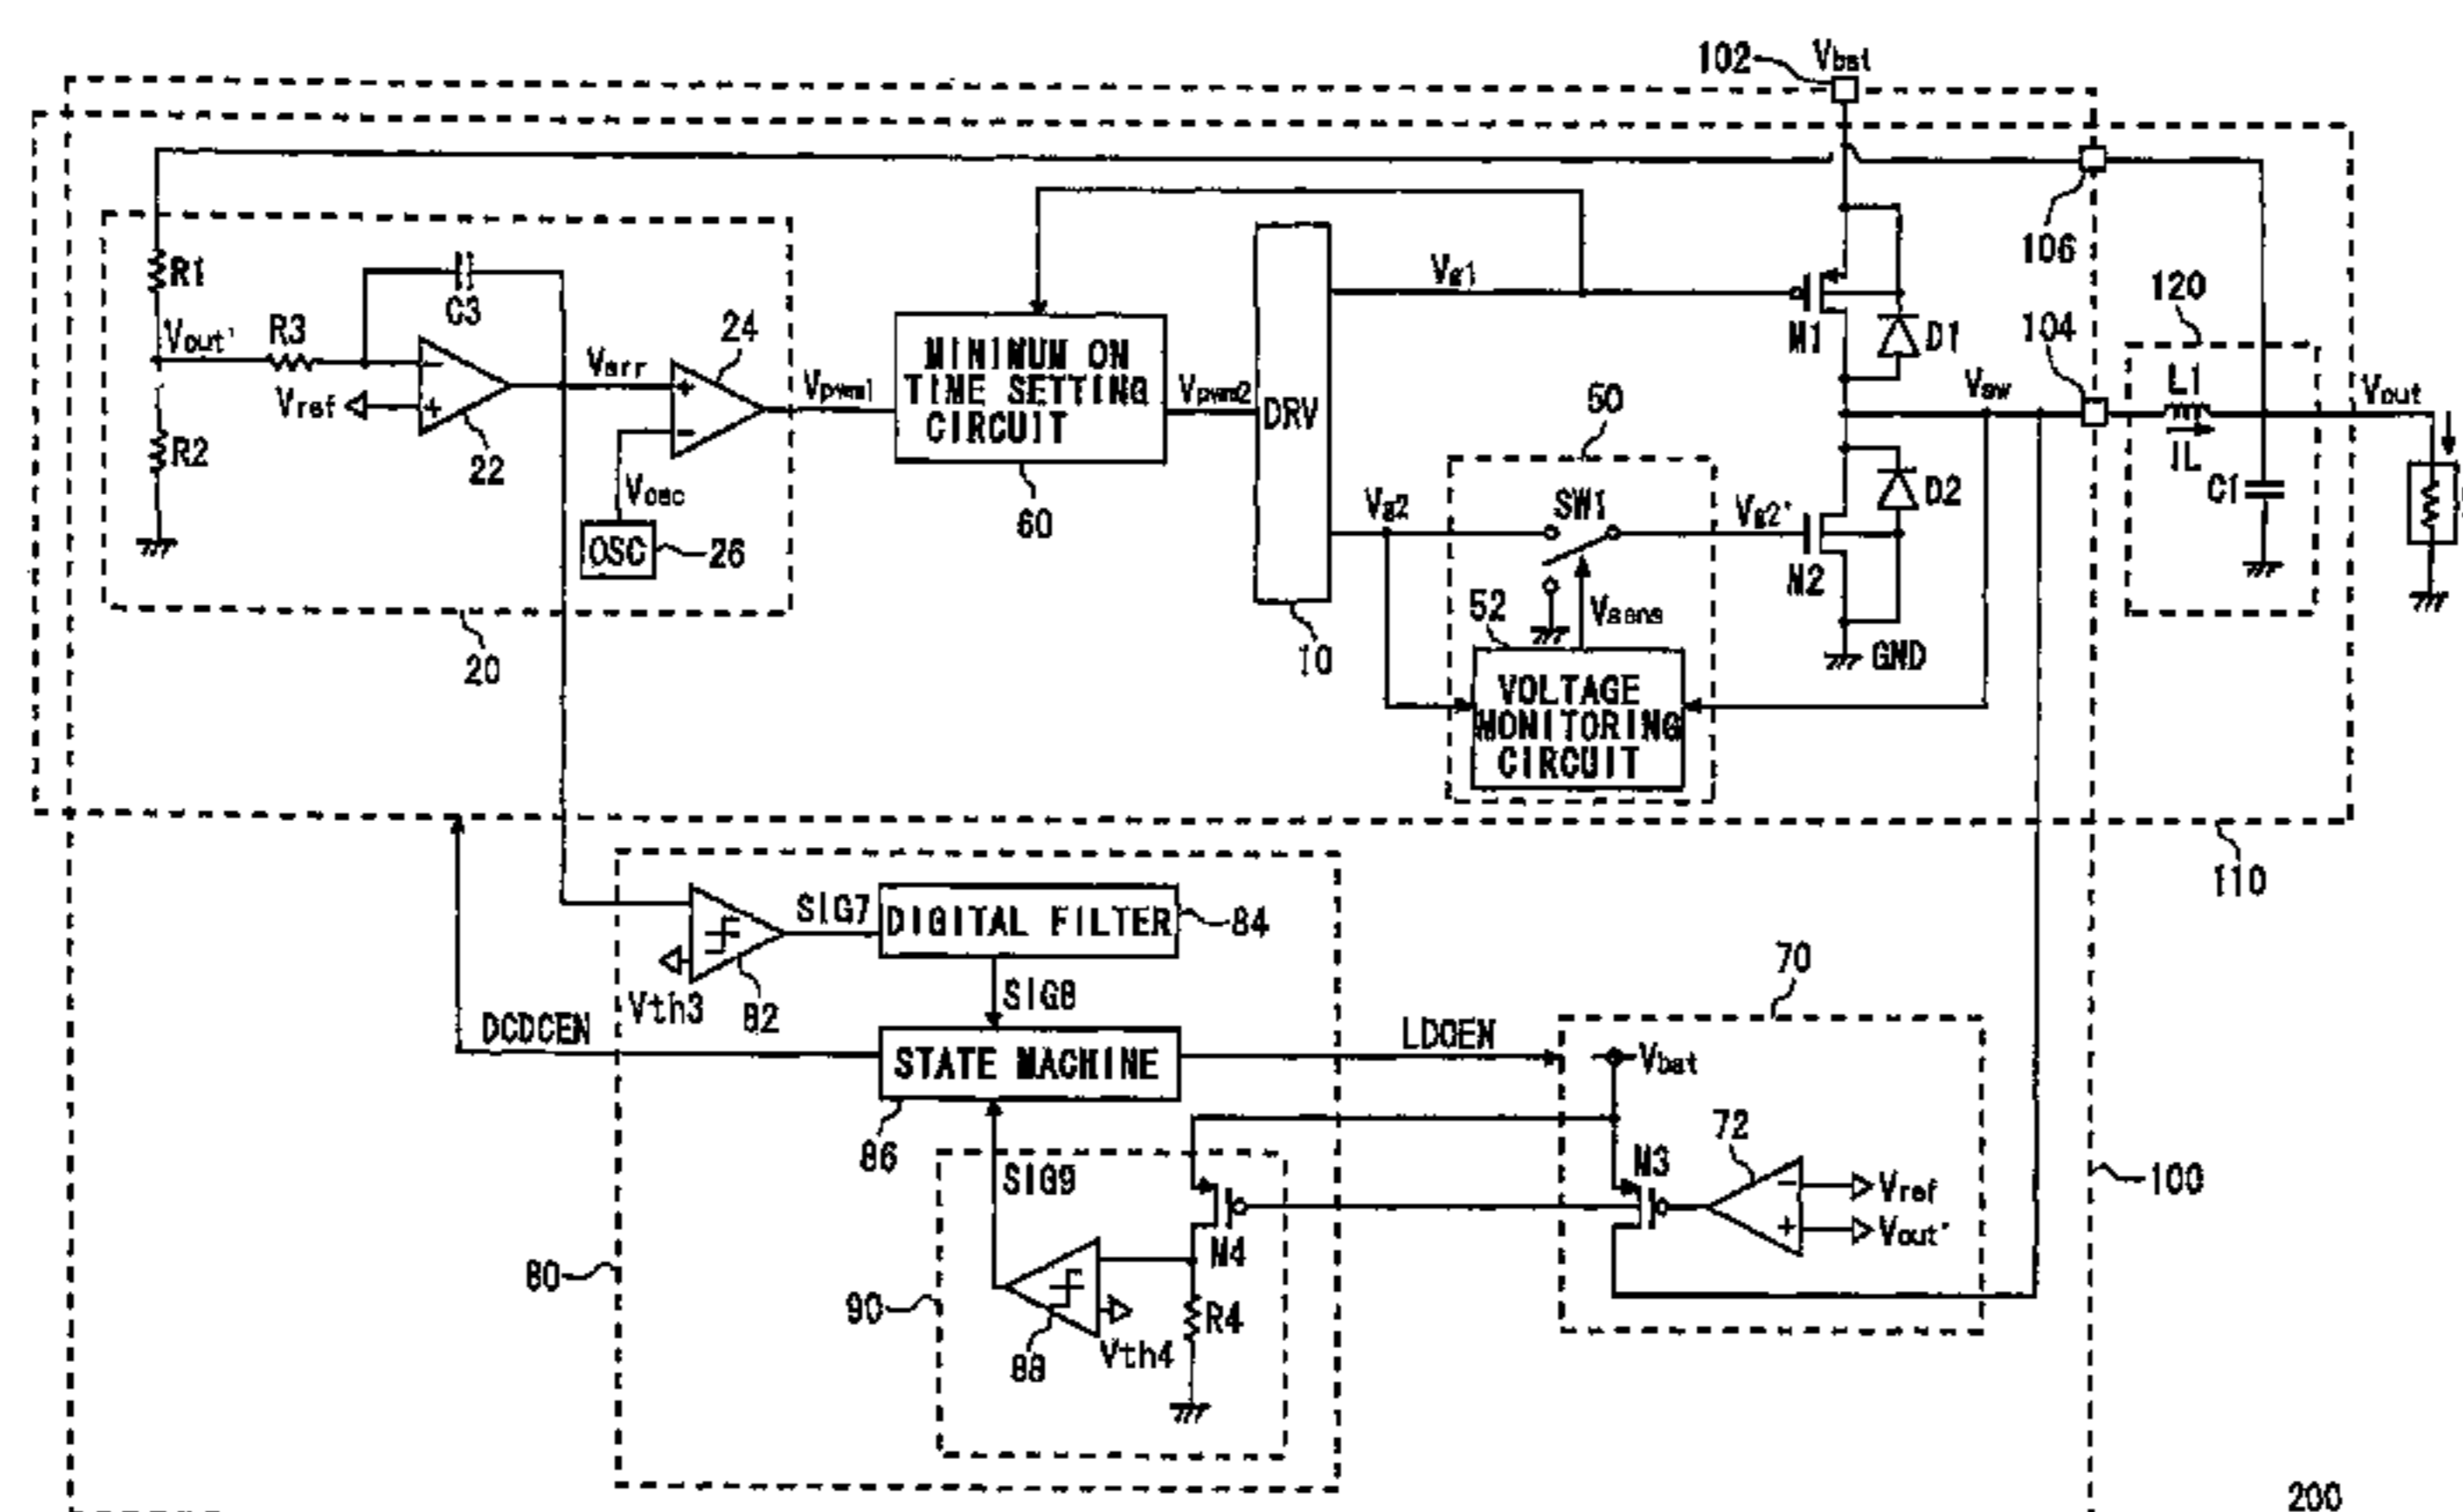 102
Vbat
106
R1
C3
Vg1
120
24
104
D1
M1
Vout'
R3
Verr
MINIMUM ON
TIME SETTING
CIRCUIT
L1
Vsw
Vout
Vpwm1
Vpwm2
DRV
50
Vref
22
R2
IL
C1
Vosc
SW1
D2
Vg2
Vg2'
OSC
26
60
M2
52
Vsens
20
10
GND
VOLTAGE
MONITORING
CIRCUIT
110
SIG7
DIGITAL FILTER
84
70
Vth3
82
SIG8
DCDCEN
STATE MACHINE
LDOEN
Vbat
86
72
SIG9
M3
Vref
100
Vout'
M4
80
90
R4
88
Vth4
200